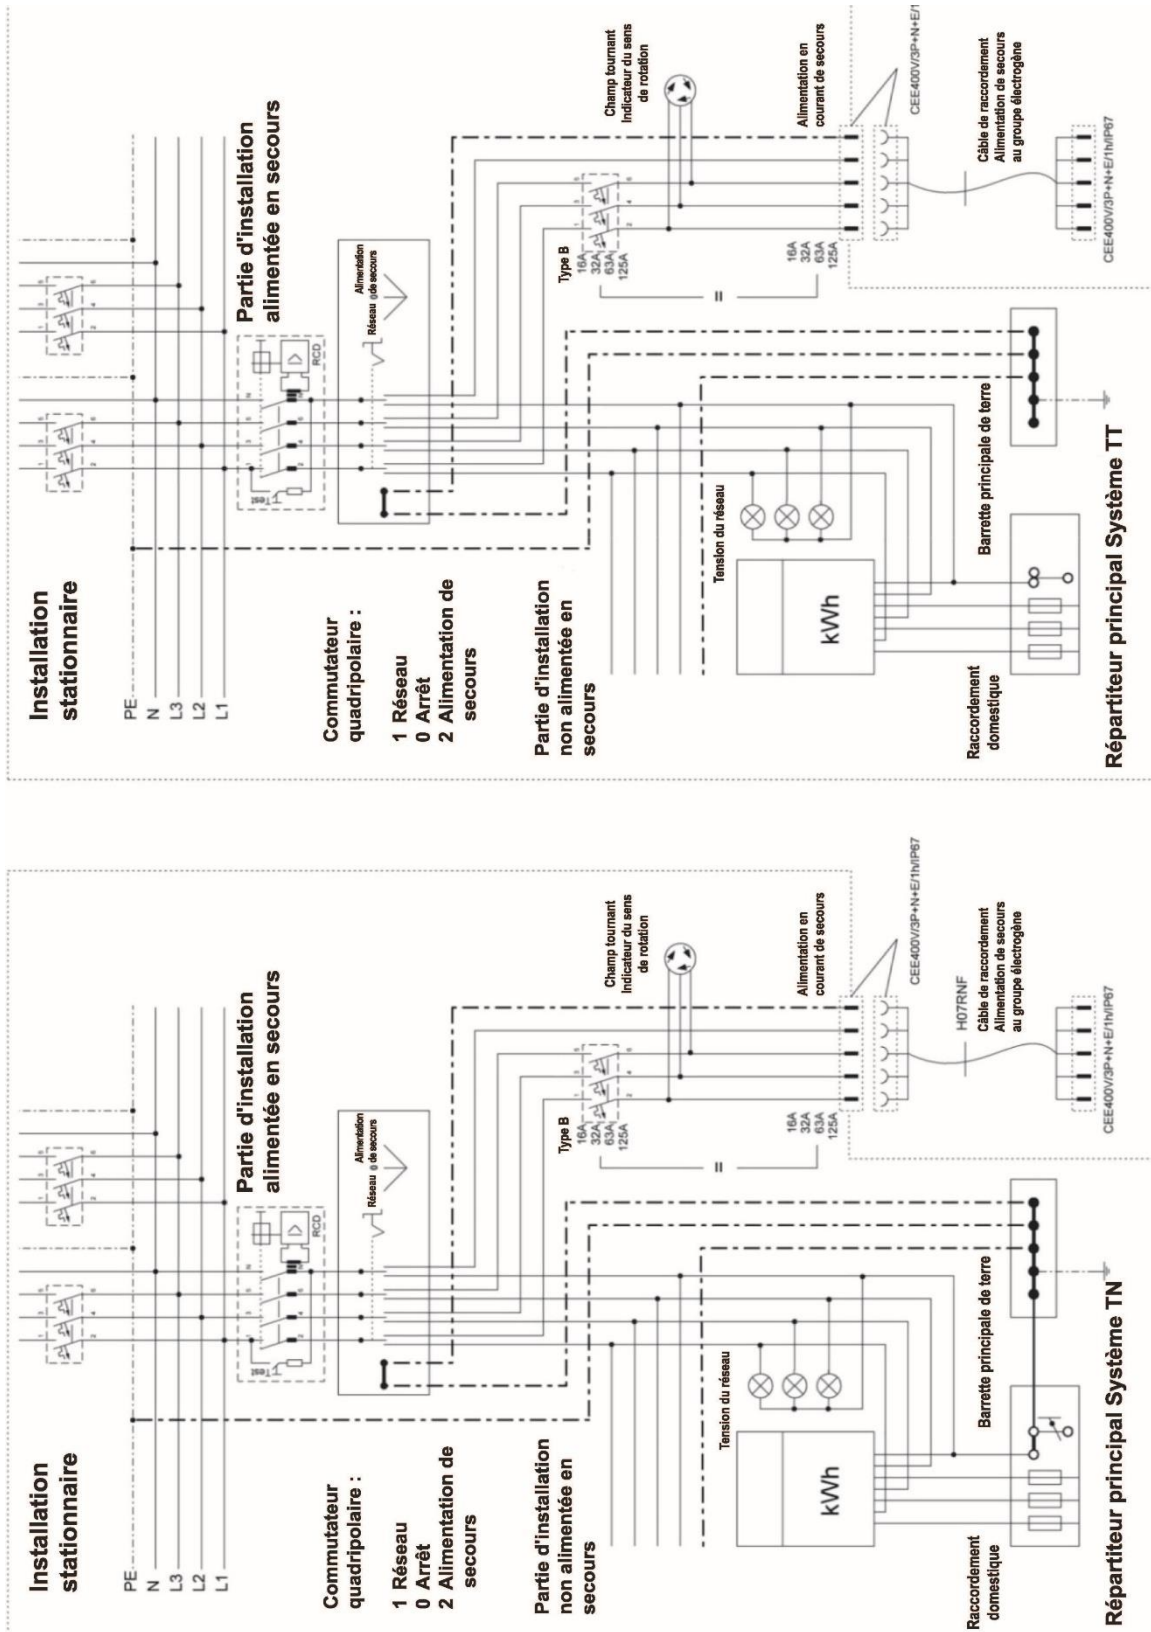 Installation
stationnaire
PE
N
L3
L2
L1
Partie d'installation
alimentée en secours
RCD
Test
Commutateur
quadripolaire :
1 Réseau
0 Arrêt
2 Alimentation de
secours
Alimentation
Réseau 0 de secours
Partie d'installation
non alimentée en
secours
Type B
16A
32A
63A
125A
=
16A
32A
63A
125A
Champ tournant
Indicateur du sens
de rotation
Alimentation en
courant de secours
CEE400V/3P+N+E/1
Câble de raccordement
Alimentation de secours
au groupe électrogène
CEE400V/3P+N+E/1h/IP67
Tension du réseau
kWh
Barrette principale de terre
Raccordement
domestique
Répartiteur principal Système TT
Installation
stationnaire
PE
N
L3
L2
L1
Partie d'installation
alimentée en secours
RCD
Test
Commutateur
quadripolaire :
1 Réseau
0 Arrêt
2 Alimentation de
secours
Alimentation
Réseau 0 de secours
Partie d'installation
non alimentée en
secours
Type B
16A
32A
63A
125A
=
16A
32A
63A
125A
Champ tournant
Indicateur du sens
de rotation
Alimentation en
courant de secours
CEE400V/3P+N+E/1h/IP67
H07RNF
Câble de raccordement
Alimentation de secours
au groupe électrogène
CEE400V/3P+N+E/1h/IP67
Tension du réseau
kWh
Barrette principale de terre
Raccordement
domestique
Répartiteur principal Système TN